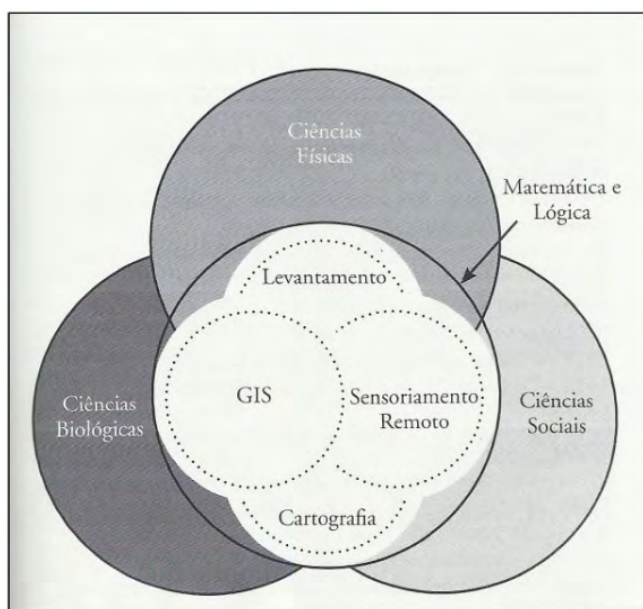 Ciências
Físicas
Matemática e
Lógica
Levantamento
GIS
Sensoriamento
Remoto
Ciências
Biológicas
Ciências
Sociais
Cartografia